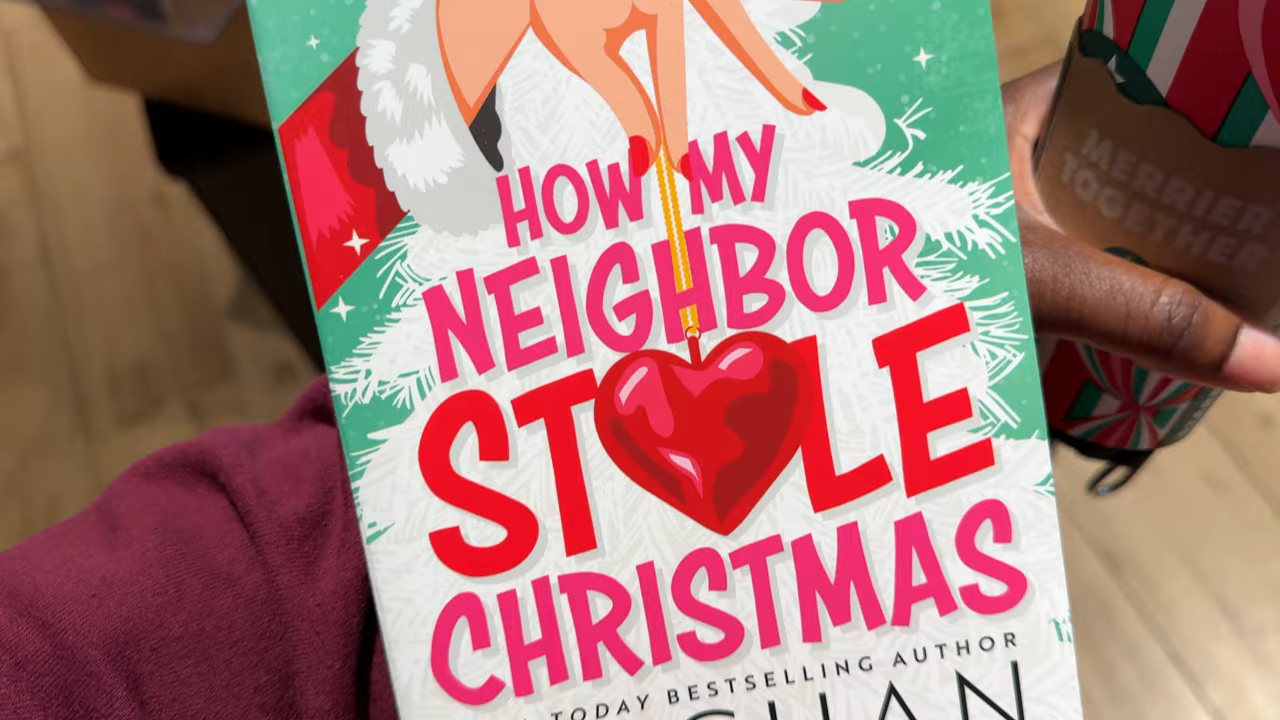 HOW MY
NEIGHBOR
STOLE
CHRISTMAS
TODAY BESTSELLING AUTHOR
MERRIER
TOGETHER